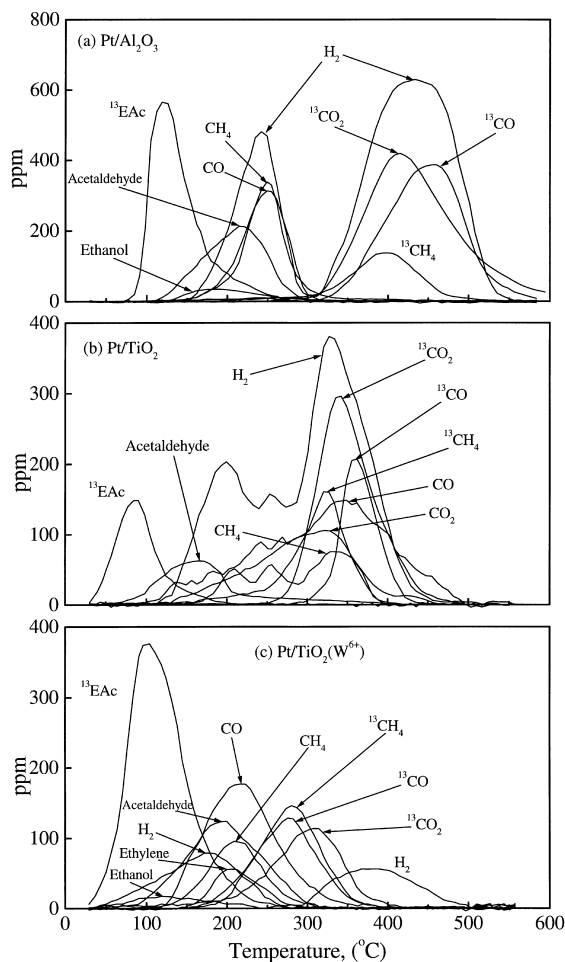 800
(a) Pt/Al₂O₃
H₂
¹³EAc
¹³CO₂
¹³CO
600
CH₄
CO
400
ppm
Acetaldehyde
Ethanol
200
¹³CH₄
0
400
(b) Pt/TiO₂
¹³CO₂
H₂
¹³CO
300
Acetaldehyde
¹³CH₄
200
ppm
¹³EAc
CO
CO₂
100
CH₄
0
400
(c) Pt/TiO₂(W⁶⁺)
¹³EAc
300
CO
CH₄
¹³CH₄
200
ppm
¹³CO
Acetaldehyde
¹³CO₂
H₂
100
Ethylene
Ethanol
H₂
0
0 100 200 300 400 500 600
Temperature, (°C)